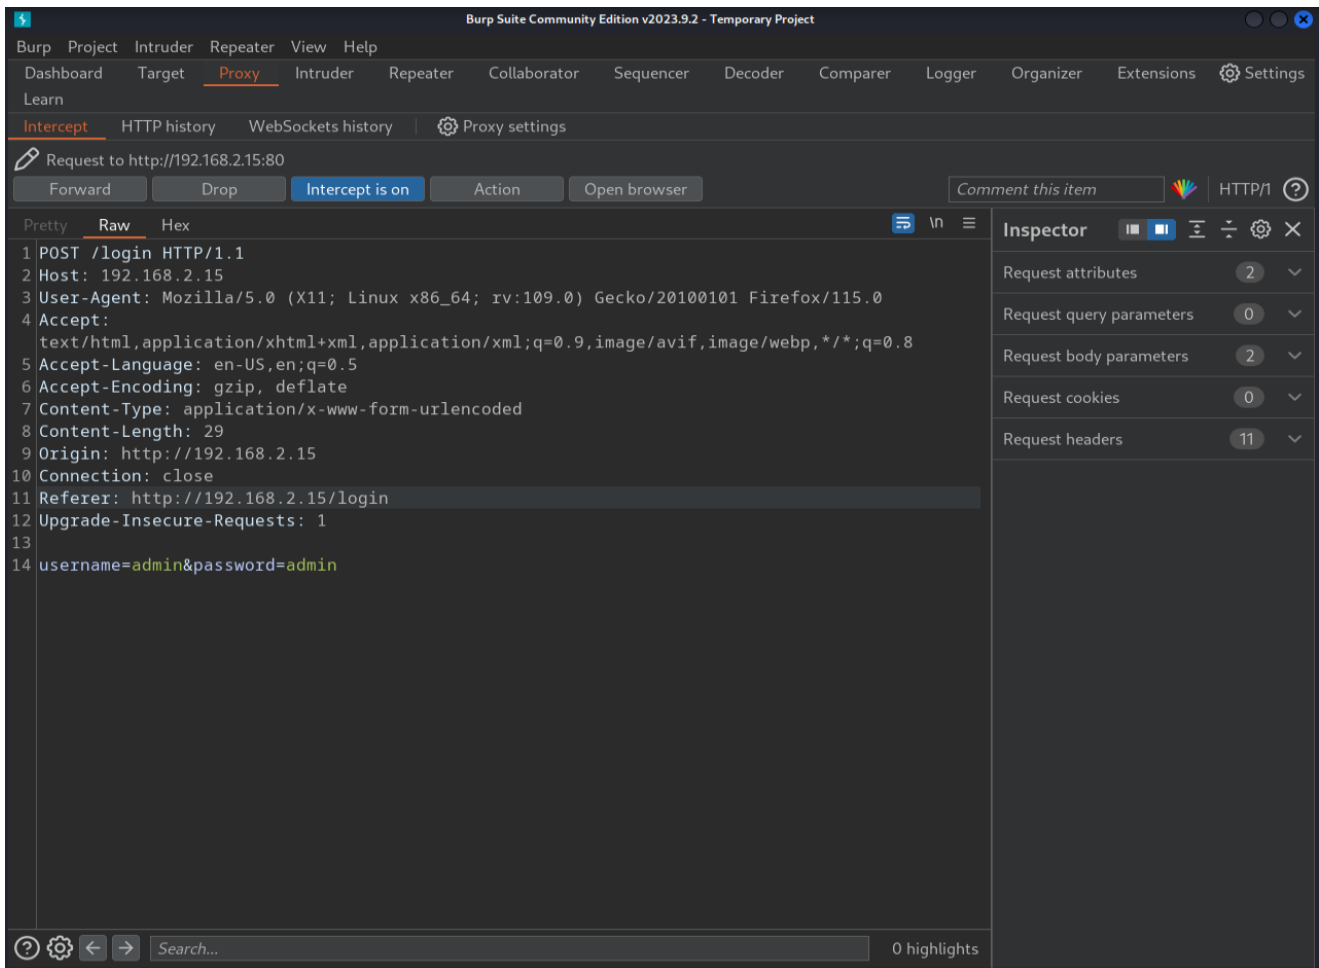 Burp Suite Community Edition v2023.9.2 - Temporary Project
Burp Project Intruder Repeater View Help
Dashboard Target Proxy Intruder Repeater Collaborator Sequencer Decoder Comparer Logger Organizer Extensions Settings
Learn
Intercept HTTP history WebSockets history Proxy settings
Request to http://192.168.2.15:80
Forward Drop Intercept is on Action Open browser Comment this item HTTP/1 ?
Pretty Raw Hex \n
1 POST /login HTTP/1.1
2 Host: 192.168.2.15
3 User-Agent: Mozilla/5.0 (X11; Linux x86_64; rv:109.0) Gecko/20100101 Firefox/115.0
4 Accept:
text/html,application/xhtml+xml,application/xml;q=0.9,image/avif,image/webp,*/*;q=0.8
5 Accept-Language: en-US,en;q=0.5
6 Accept-Encoding: gzip, deflate
7 Content-Type: application/x-www-form-urlencoded
8 Content-Length: 29
9 Origin: http://192.168.2.15
10 Connection: close
11 Referer: http://192.168.2.15/login
12 Upgrade-Insecure-Requests: 1
13
14 username=admin&password=admin
Inspector
Request attributes 2
Request query parameters 0
Request body parameters 2
Request cookies 0
Request headers 11
? Search... 0 highlights